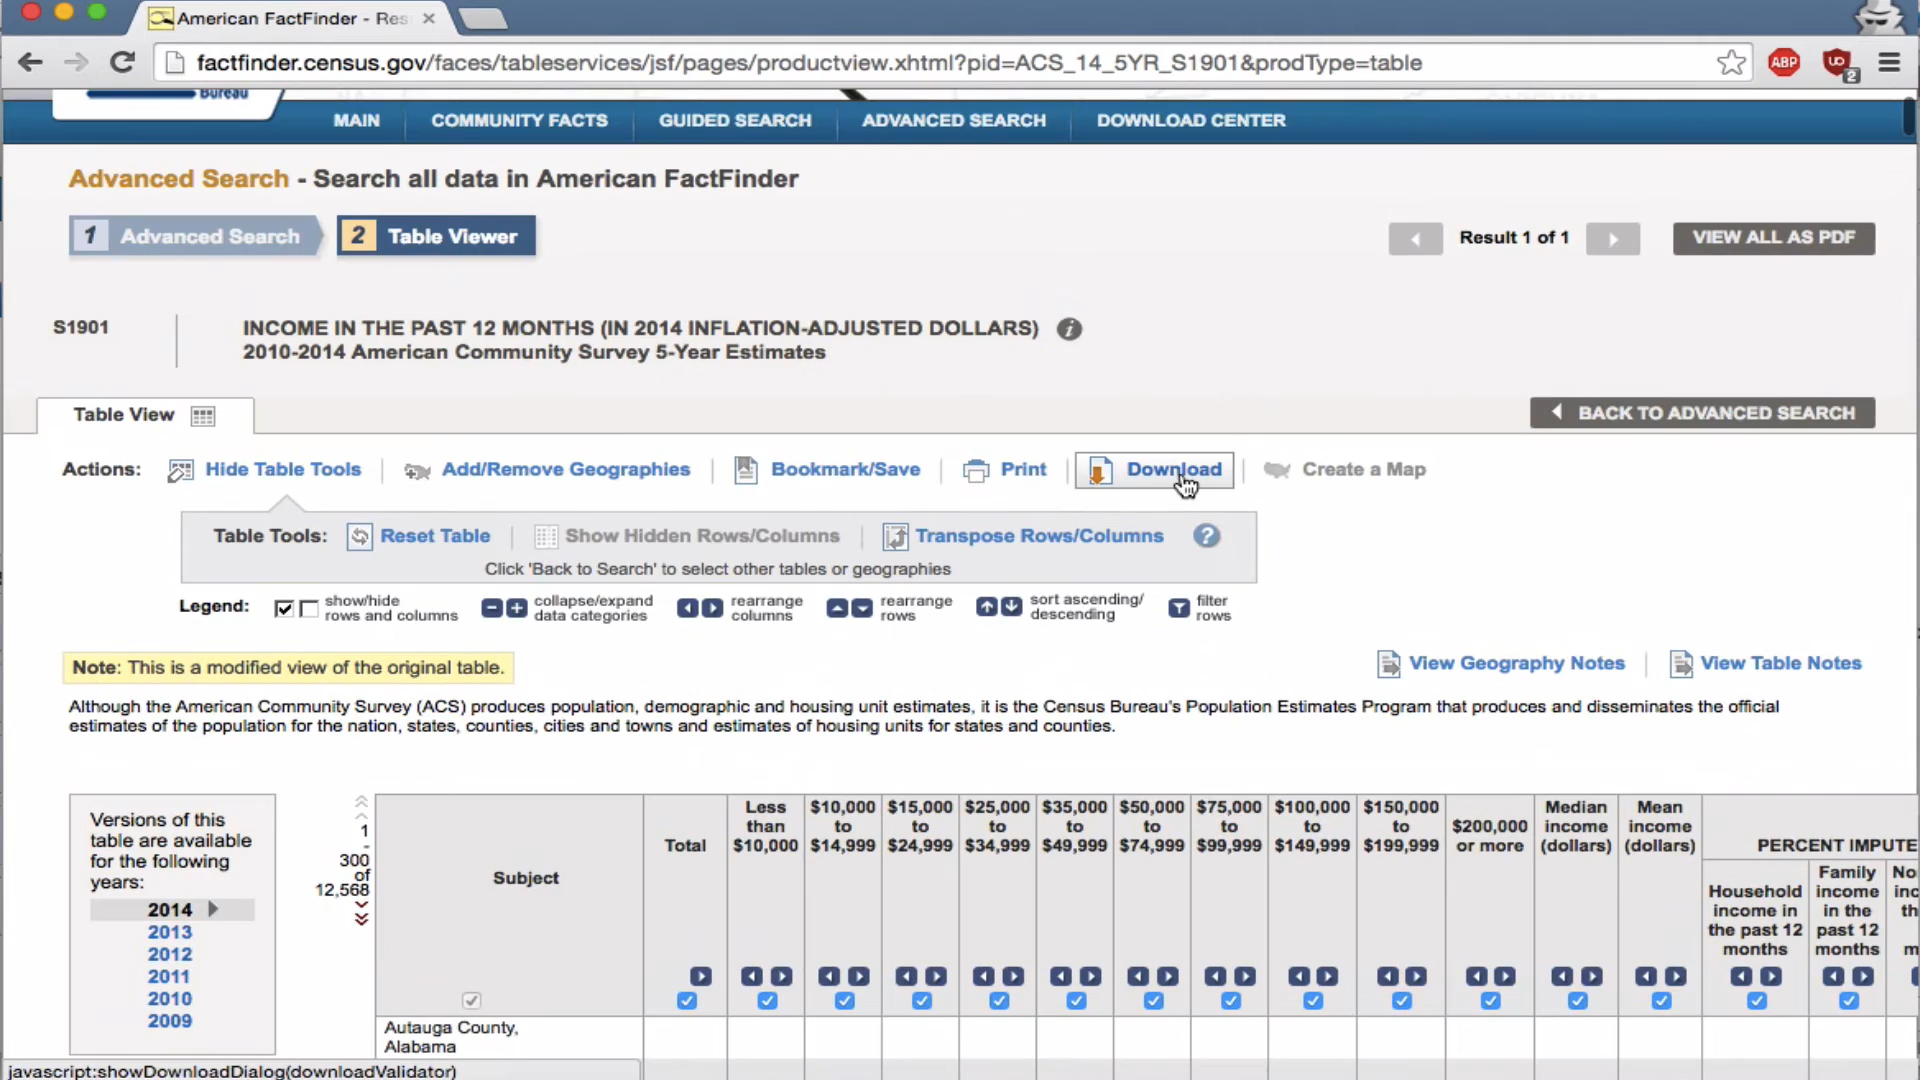 American FactFinder - Res
factfinder.census.gov/faces/tableservices/jsf/pages/productview.xhtml?pid=ACS_14_5YR_S1901&prodType=table
ABP
2
Bureau
MAIN
COMMUNITY FACTS
GUIDED SEARCH
ADVANCED SEARCH
DOWNLOAD CENTER
Advanced Search - Search all data in American FactFinder
1 Advanced Search
2 Table Viewer
Result 1 of 1
VIEW ALL AS PDF
S1901
INCOME IN THE PAST 12 MONTHS (IN 2014 INFLATION-ADJUSTED DOLLARS)
2010-2014 American Community Survey 5-Year Estimates
Table View
BACK TO ADVANCED SEARCH
Actions:
Hide Table Tools
Add/Remove Geographies
Bookmark/Save
Print
Download
Create a Map
Table Tools:
Reset Table
Show Hidden Rows/Columns
Transpose Rows/Columns
?
Click 'Back to Search' to select other tables or geographies
Legend:
show/hide
rows and columns
collapse/expand
data categories
rearrange
columns
rearrange
rows
sort ascending/
descending
filter
rows
Note: This is a modified view of the original table.
View Geography Notes
View Table Notes
Although the American Community Survey (ACS) produces population, demographic and housing unit estimates, it is the Census Bureau's Population Estimates Program that produces and disseminates the official
estimates of the population for the nation, states, counties, cities and towns and estimates of housing units for states and counties.
Versions of this
table are available
for the following
years:
2014
2013
2012
2011
2010
2009
1
-
300
of
12,568
Subject
Total
Less
than
$10,000
$10,000
to
$14,999
$15,000
to
$24,999
$25,000
to
$34,999
$35,000
to
$49,999
$50,000
to
$74,999
$75,000
to
$99,999
$100,000
to
$149,999
$150,000
to
$199,999
$200,000
or more
Median
income
(dollars)
Mean
income
(dollars)
PERCENT IMPUTE
Household
income in
the past 12
months
Family
income
in the
past 12
months
No
inc
th
m
Autauga County,
Alabama
javascript:showDownloadDialog(downloadValidator)